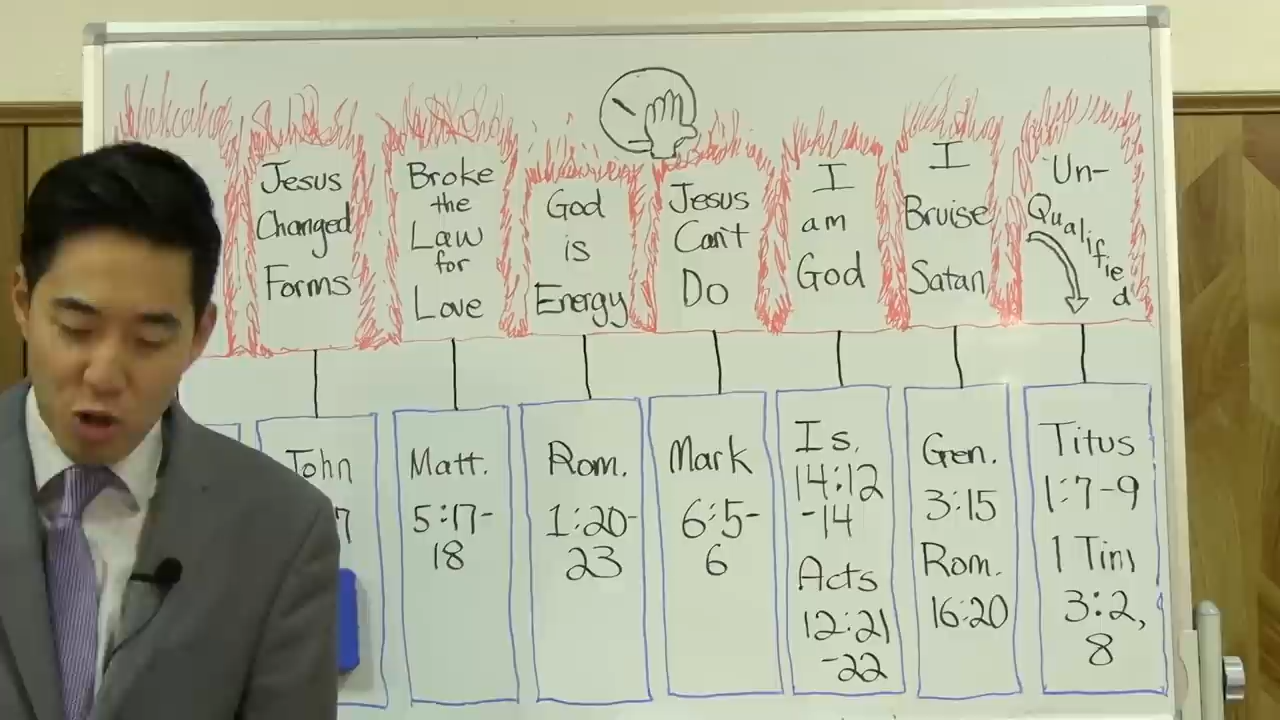 Jesus
Changed
Forms
Broke
the
Law
for
Love
God
is
Energy
Jesus
Can't
Do
I
am
God
I
Bruise
Satan
Un-
Qualified
John
7
Matt.
5:17-
18
Rom.
1:20-
23
Mark
6:5-
6
Is.
14:12
-14
Acts
12:21
-22
Gen.
3:15
Rom.
16:20
Titus
1:7-9
1 Tim
3:2,
8